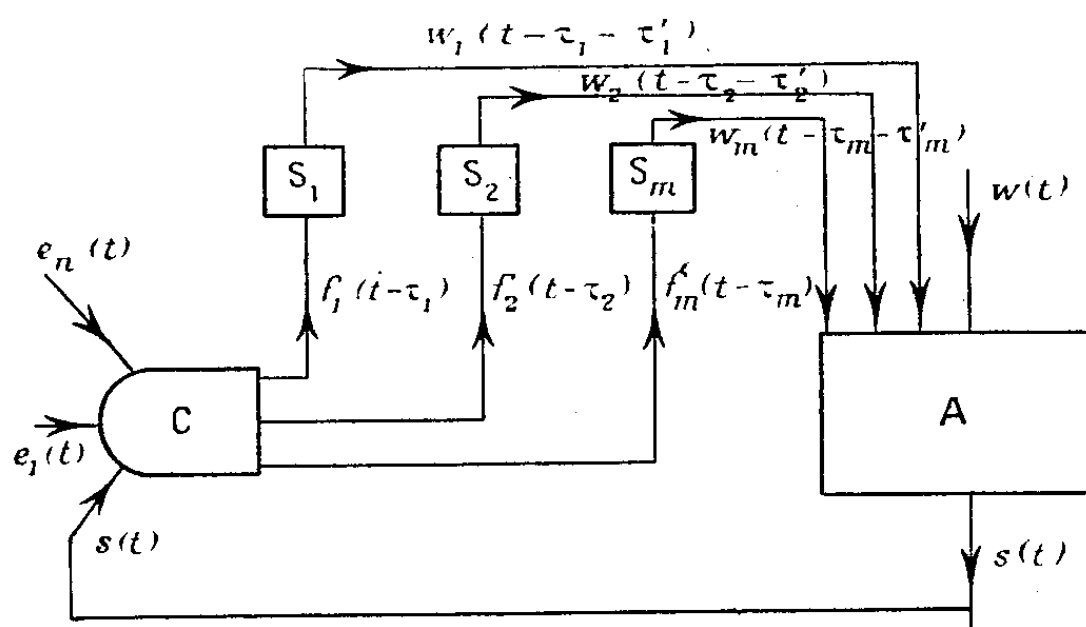 w₁ (t - τ₁ - τ'₁)
w₂ (t - τ₂ - τ'₂)
wₘ (t - τₘ - τ'ₘ)
S₁
S₂
Sₘ
w(t)
eₙ (t)
f₁ (t-τ₁)
f₂ (t-τ₂)
fₘ (t-τₘ)
C
A
e₁(t)
s(t)
s(t)